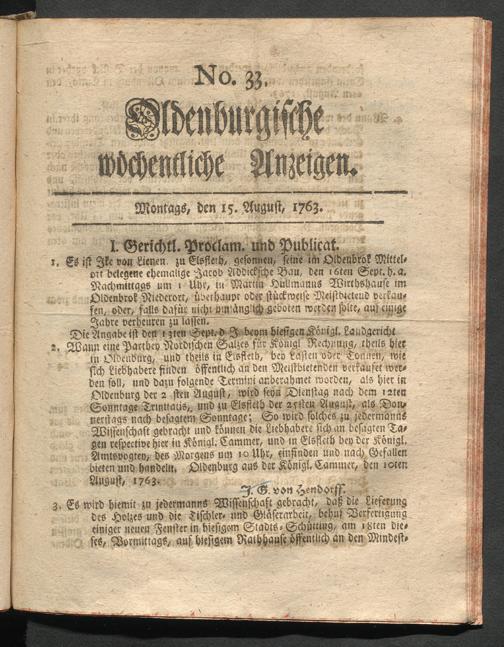 No. 33.
Oldenburgische
wöchentliche Anzeigen.
Montags, den 15. August, 1763.
I. Gerichtl. Proclam. und Publicat.
1. Es ist Ike von Lienen zu Elsfleth, gesonnen, seine im Oldenbrok Mittel-
ort belegene ehemalige Jacob Addicksche Bau, den 16ten Sept. h. a.
Nachmittags um 1 Uhr, in Martin Hullmanns Wirthshause im
Oldenbrok Niederort, überhaupt oder stückweise Meistbietend verkau-
fen, oder, falls dafür nicht annehmlich geboten werden solte, auf einige
Jahre verheuren zu lassen.
Die Angabe ist den 13ten Sept. d. J. beym hiesigen Königl. Landgericht
2. Wann eine Parthey Nordischen Salzes für Königl. Rechnung, theils hier
in Oldenburg, und theils in Elsfleth, bey Lasten oder Tonnen, wie
sich Liebhabere finden, öffentlich an den Meistbietenden verkaufet wer-
den soll, und dazu folgende Termini anberahmet worden, als hier in
Oldenburg der 2 sten August, wird seyn Dienstag nach dem 12ten
Sonntage Trinitatis, und zu Elsfleth der 25sten August, als Don-
nerstags nach besagtem Sonntage; So wird solches zu jedermanns
Wissenschaft gebracht und können die Liebhabere sich an besagten Ta-
gen respective hier in Königl. Cammer, und in Elsfleth bey der Königl.
Amtsvogtey, des Morgens um 10 Uhr, einfinden und nach Gefallen
bieten und handeln. Oldenburg aus der Königl. Cammer, den 10ten
August, 1763.
J. G. von Hendorff.
3. Es wird hiemit zu jedermanns Wissenschaft gebracht, daß die Lieferung
des Holzes und die Tischler- und Gläserarbeit, behuf Verfertigung
einiger neuen Fenster in hiesigem Stadts-Schütting, am 18ten die-
ses, Vormittags, auf hiesigem Rathhause öffentlich an den Mindest-